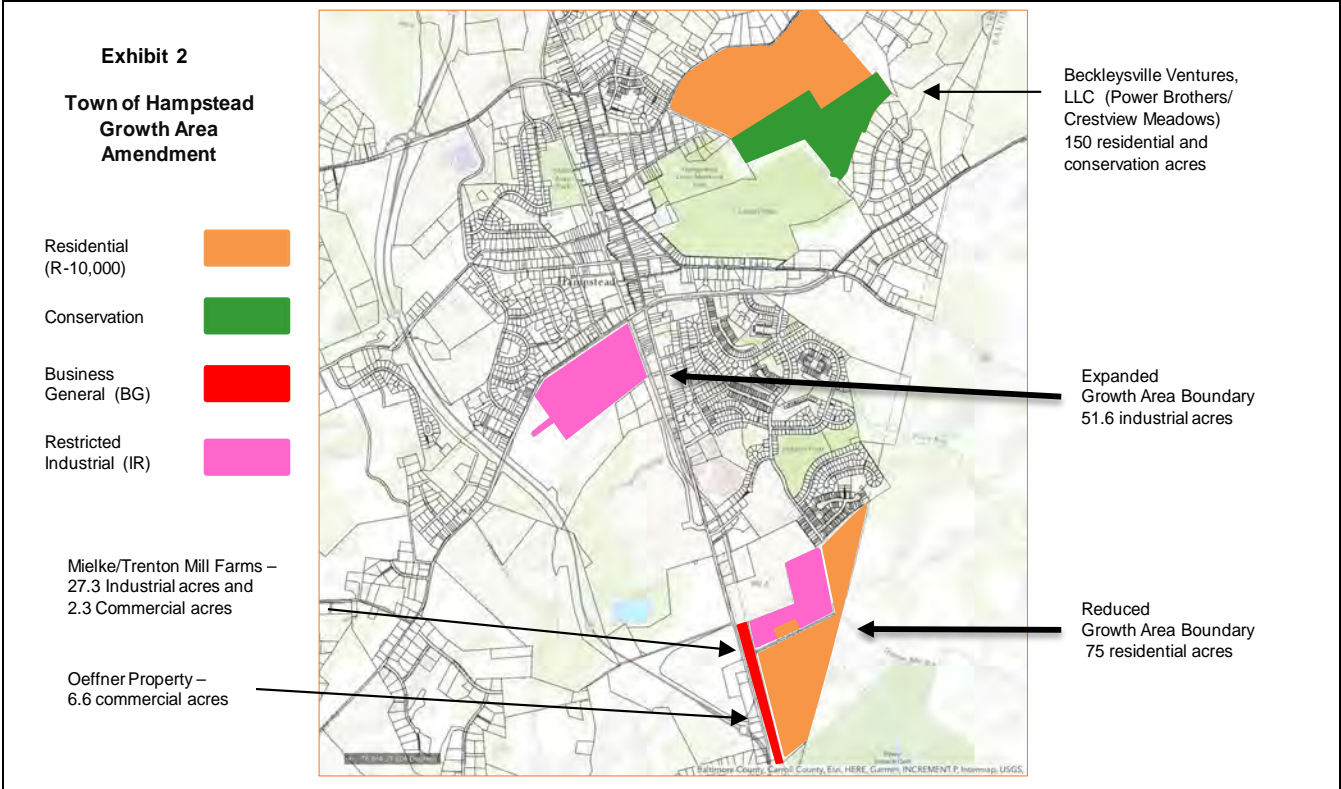 Exhibit 2
Town of Hampstead
Growth Area
Amendment
Residential
(R-10,000)
Conservation
Business
General (BG)
Restricted
Industrial (IR)
Mielke/Trenton Mill Farms –
27.3 Industrial acres and
2.3 Commercial acres
Oeffner Property –
6.6 commercial acres
Beckleysville Ventures,
LLC (Power Brothers/
Crestview Meadows)
150 residential and
conservation acres
Expanded
Growth Area Boundary
51.6 industrial acres
Reduced
Growth Area Boundary
75 residential acres
Hampstead
Baltimore County, Carroll County, Esri, HERE, Garmin, INCREMENT P, Intermap, USGS,